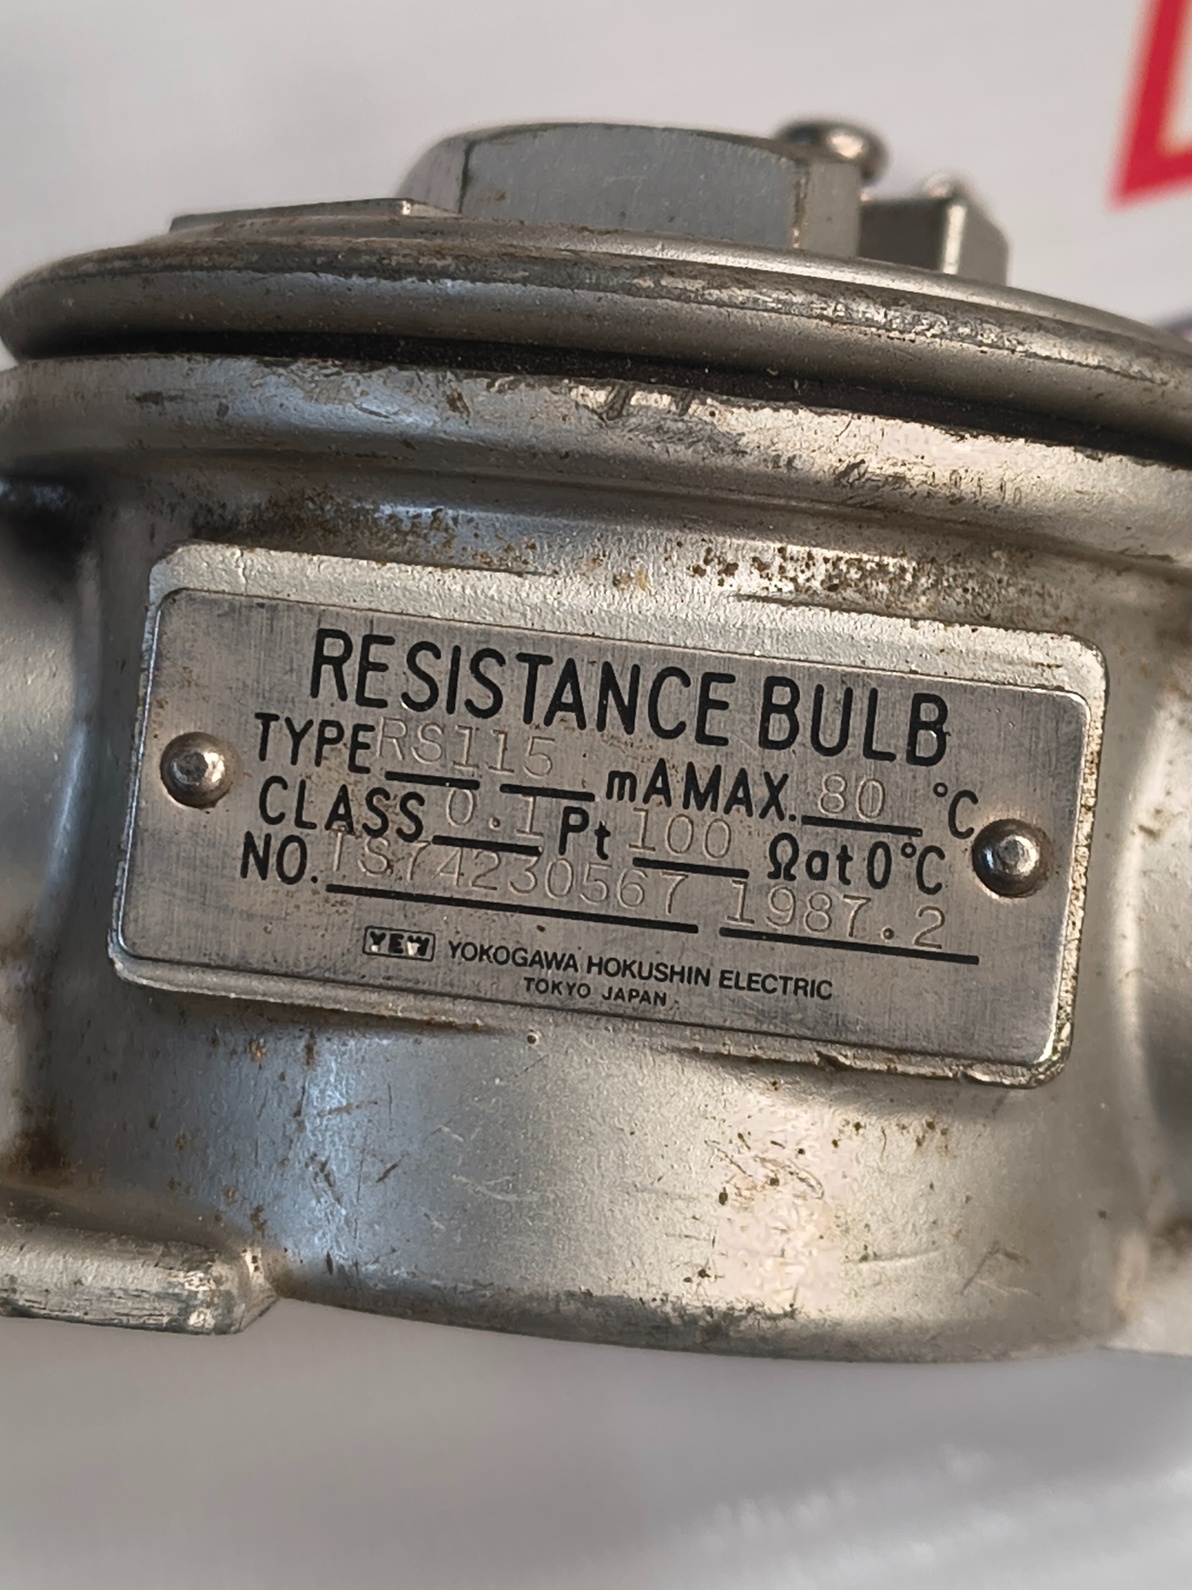 RESISTANCE BULB
TYPE RS115 mA MAX. 80 °C
CLASS 0.1 Pt 100 Ω at 0°C
NO. TS74230567 1987.2
YEW YOKOGAWA HOKUSHIN ELECTRIC
TOKYO JAPAN